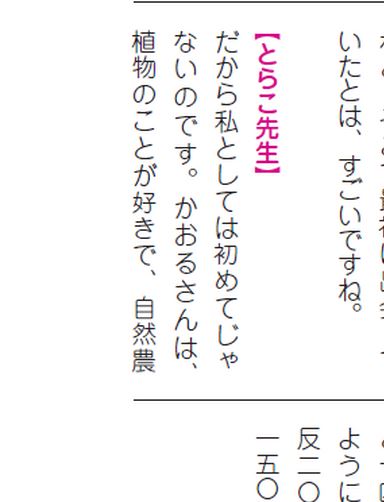 いたとは、すごいですね。
【とらこ先生】
だから私としては初めてじゃ
ないのです。かおるさんは、
植物のことが好きで、自然農
ように
反二〇
一五〇